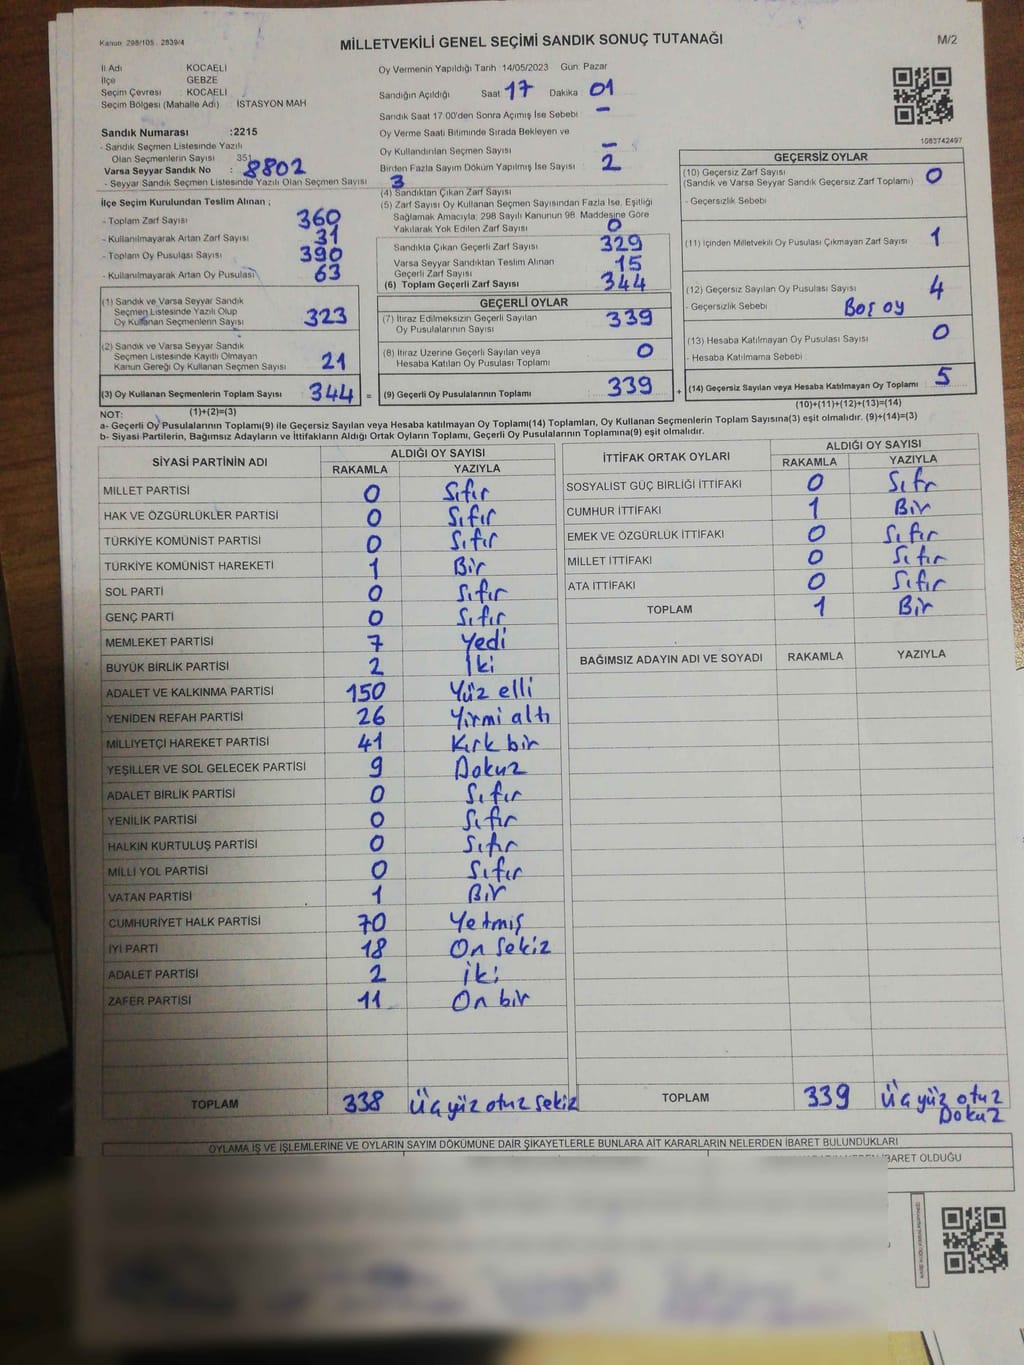 Kanun 298/105 2839/4
MİLLETVEKİLİ GENEL SEÇİMİ SANDIK SONUÇ TUTANAĞI
M/2
İl Adı KOCAELİ
İlçe GEBZE
Seçim Çevresi KOCAELİ
Seçim Bölgesi (Mahalle Adı) İSTASYON MAH
Sandık Numarası :2215
- Sandık Seçmen Listesinde Yazılı
Olan Seçmenlerin Sayısı 351
Varsa Seyyar Sandık No : 8802
- Seyyar Sandık Seçmen Listesinde Yazılı Olan Seçmen Sayısı 3
Oy Vermenin Yapıldığı Tarih 14/05/2023 Gün: Pazar
Sandığın Açıldığı Saat 17 Dakika 01
Sandık Saat 17:00'den Sonra Açımış İse Sebebi –
Oy Verme Saati Bitiminde Sırada Bekleyen ve
Oy Kullandırılan Seçmen Sayısı –
Birden Fazla Sayım Döküm Yapılmış İse Sayısı 2
1083742497
İlçe Seçim Kurulundan Teslim Alınan ;
- Toplam Zarf Sayısı 360
- Kullanılmayarak Artan Zarf Sayısı 31
- Toplam Oy Pusulası Sayısı 390
- Kullanılmayarak Artan Oy Pusulası 63
(1) Sandık ve Varsa Seyyar Sandık
Seçmen Listesinde Yazılı Olup
Oy Kullanan Seçmenlerin Sayısı 323
(2) Sandık ve Varsa Seyyar Sandık
Seçmen Listesinde Kayıtlı Olmayan
Kanun Gereği Oy Kullanan Seçmen Sayısı 21
(3) Oy Kullanan Seçmenlerin Toplam Sayısı 344 =
(4) Sandıktan Çıkan Zarf Sayısı
(5) Zarf Sayısı Oy Kullanan Seçmen Sayısından Fazla İse, Eşitliği
Sağlamak Amacıyla, 298 Sayılı Kanunun 98. Maddesine Göre
Yakılarak Yok Edilen Zarf Sayısı 0
Sandıkta Çıkan Geçerli Zarf Sayısı 329
Varsa Seyyar Sandıktan Teslim Alınan
Geçerli Zarf Sayısı 15
(6) Toplam Geçerli Zarf Sayısı 344
GEÇERLİ OYLAR
(7) İtiraz Edilmeksizin Geçerli Sayılan
Oy Pusulalarının Sayısı 339
(8) İtiraz Üzerine Geçerli Sayılan veya
Hesaba Katılan Oy Pusulası Toplamı 0
(9) Geçerli Oy Pusulalarının Toplamı 339 +
GEÇERSİZ OYLAR
(10) Geçersiz Zarf Sayısı
(Sandık ve Varsa Seyyar Sandık Geçersiz Zarf Toplamı) 0
- Geçersizlik Sebebi
(11) İçinden Milletvekili Oy Pusulası Çıkmayan Zarf Sayısı 1
(12) Geçersiz Sayılan Oy Pusulası Sayısı 4
- Geçersizlik Sebebi Boş oy
(13) Hesaba Katılmayan Oy Pusulası Sayısı 0
- Hesaba Katılmama Sebebi
(14) Geçersiz Sayılan veya Hesaba Katılmayan Oy Toplamı 5
NOT: (1)+(2)=(3)
(10)+(11)+(12)+(13)=(14)
a- Geçerli Oy Pusulalarının Toplamı(9) ile Geçersiz Sayılan veya Hesaba katılmayan Oy Toplamı(14) Toplamları, Oy Kullanan Seçmenlerin Toplam Sayısına(3) eşit olmalıdır. (9)+(14)=(3)
b- Siyasi Partilerin, Bağımsız Adayların ve İttifakların Aldığı Ortak Oyların Toplamı, Geçerli Oy Pusulalarının Toplamına(9) eşit olmalıdır.
SİYASİ PARTİNİN ADI ALDIĞI OY SAYISI
RAKAMLA YAZIYLA
MİLLET PARTİSİ 0 Sıfır
HAK VE ÖZGÜRLÜKLER PARTİSİ 0 Sıfır
TÜRKİYE KOMÜNİST PARTİSİ 0 Sıfır
TÜRKİYE KOMÜNİST HAREKETİ 1 Bir
SOL PARTİ 0 Sıfır
GENÇ PARTİ 0 Sıfır
MEMLEKET PARTİSİ 7 Yedi
BÜYÜK BİRLİK PARTİSİ 2 İki
ADALET VE KALKINMA PARTİSİ 150 Yüz elli
YENİDEN REFAH PARTİSİ 26 Yirmi altı
MİLLİYETÇİ HAREKET PARTİSİ 41 Kırk bir
YEŞİLLER VE SOL GELECEK PARTİSİ 9 Dokuz
ADALET BİRLİK PARTİSİ 0 Sıfır
YENİLİK PARTİSİ 0 Sıfır
HALKIN KURTULUŞ PARTİSİ 0 Sıfır
MİLLİ YOL PARTİSİ 0 Sıfır
VATAN PARTİSİ 1 Bir
CUMHURİYET HALK PARTİSİ 70 Yetmiş
İYİ PARTİ 18 On sekiz
ADALET PARTİSİ 2 İki
ZAFER PARTİSİ 11 On bir
TOPLAM 338 Üçyüz otuz sekiz
İTTİFAK ORTAK OYLARI ALDIĞI OY SAYISI
RAKAMLA YAZIYLA
SOSYALİST GÜÇ BİRLİĞİ İTTİFAKI 0 Sıfr
CUMHUR İTTİFAKI 1 Bir
EMEK VE ÖZGÜRLÜK İTTİFAKI 0 Sıfır
MİLLET İTTİFAKI 0 Sıfır
ATA İTTİFAKI 0 Sıfır
TOPLAM 1 Bir
BAĞIMSIZ ADAYIN ADI VE SOYADI RAKAMLA YAZIYLA
TOPLAM 339 Üçyüz otuz
Dokuz
OYLAMA İŞ VE İŞLEMLERİNE VE OYLARIN SAYIM DÖKÜMÜNE DAİR ŞİKAYETLERLE BUNLARA AİT KARARLARIN NELERDEN İBARET BULUNDUKLARI
İBARET OLDUĞU